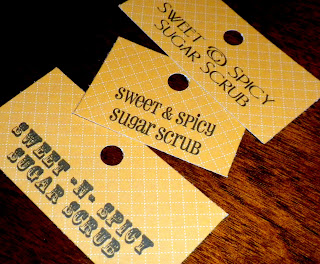 SWEET @ SPICY
SUGAR SCRUB
sweet & spicy
sugar scrub
SWEET -N- SPICY
SUGAR SCRUB